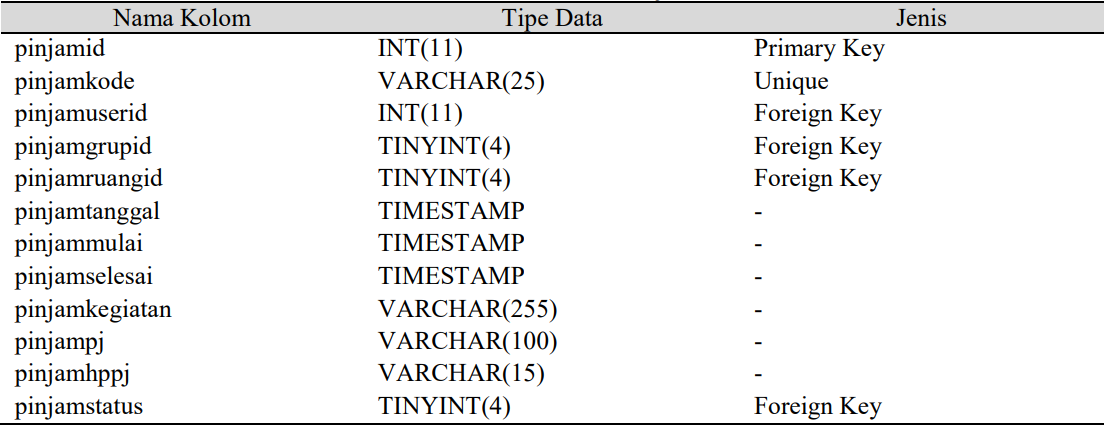 Nama Kolom Tipe Data Jenis
pinjamid INT(11) Primary Key
pinjamkode VARCHAR(25) Unique
pinjamuserid INT(11) Foreign Key
pinjamgrupid TINYINT(4) Foreign Key
pinjamruangid TINYINT(4) Foreign Key
pinjamtanggal TIMESTAMP -
pinjammulai TIMESTAMP -
pinjamselesai TIMESTAMP -
pinjamkegiatan VARCHAR(255) -
pinjampj VARCHAR(100) -
pinjamhppj VARCHAR(15) -
pinjamstatus TINYINT(4) Foreign Key